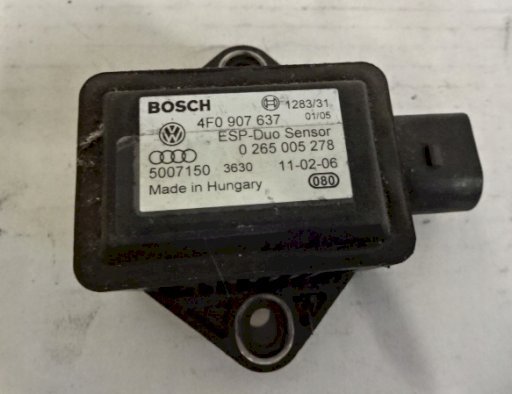 BOSCH 1283/31
4F0 907 637 01/05
ESP-Duo Sensor
0 265 005 278
5007150 3630 11-02-06
Made in Hungary 080